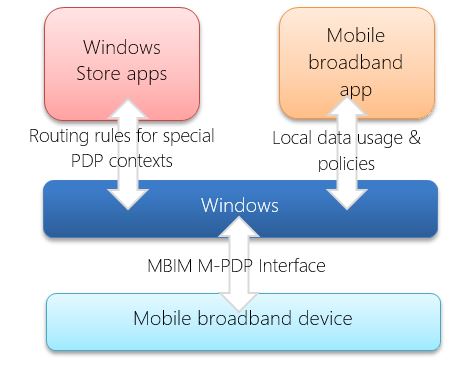 Windows
Store apps
Mobile
broadband
app
Routing rules for special
PDP contexts
Local data usage &
policies
Windows
MBIM M-PDP Interface
Mobile broadband device